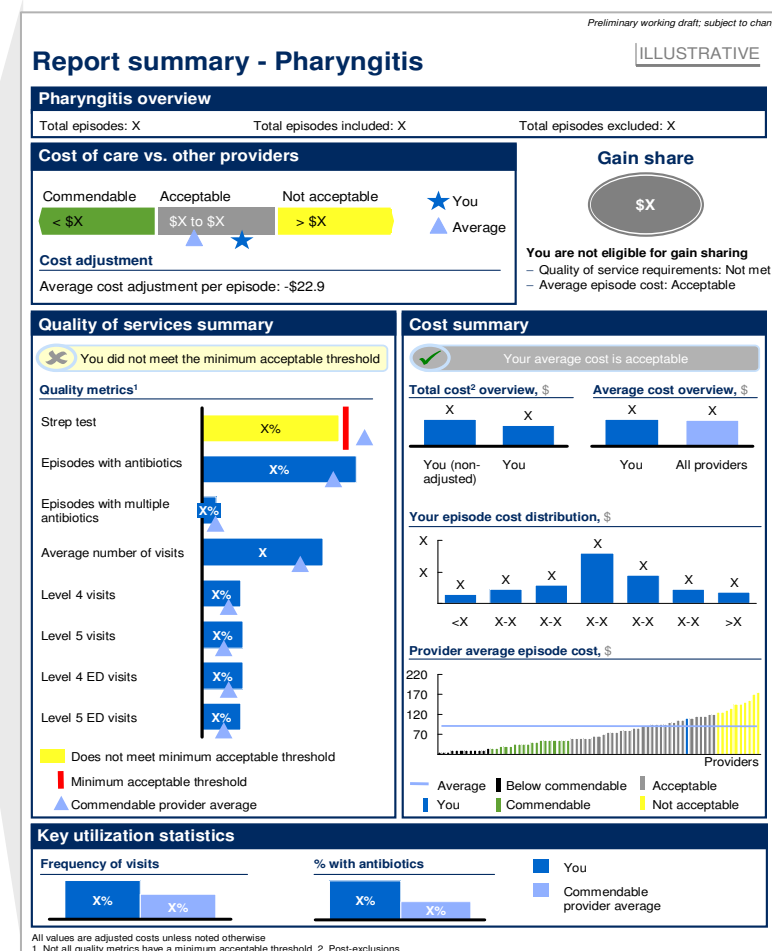 Preliminary working draft; subject to chan
Report summary - Pharyngitis
ILLUSTRATIVE
Pharyngitis overview
Total episodes: X Total episodes included: X Total episodes excluded: X
Cost of care vs. other providers
Commendable Acceptable Not acceptable
< $X $X to $X > $X
You
Average
Cost adjustment
Average cost adjustment per episode: -$22.9
Gain share
$X
You are not eligible for gain sharing
– Quality of service requirements: Not met
– Average episode cost: Acceptable
Quality of services summary
You did not meet the minimum acceptable threshold
Quality metrics¹
Strep test X%
Episodes with antibiotics X%
Episodes with multiple
antibiotics X%
Average number of visits X
Level 4 visits X%
Level 5 visits X%
Level 4 ED visits X%
Level 5 ED visits X%
Does not meet minimum acceptable threshold
Minimum acceptable threshold
Commendable provider average
Cost summary
Your average cost is acceptable
Total cost² overview, $ Average cost overview, $
X X X X
You (non-
adjusted) You You All providers
Your episode cost distribution, $
X
X
X X X X X X X
<X X-X X-X X-X X-X X-X >X
Provider average episode cost, $
220
170
120
70
Providers
Average Below commendable Acceptable
You Commendable Not acceptable
Key utilization statistics
Frequency of visits
X% X%
% with antibiotics
X% X%
You
Commendable
provider average
All values are adjusted costs unless noted otherwise
1. Not all quality metrics have a minimum acceptable threshold 2. Post-exclusions